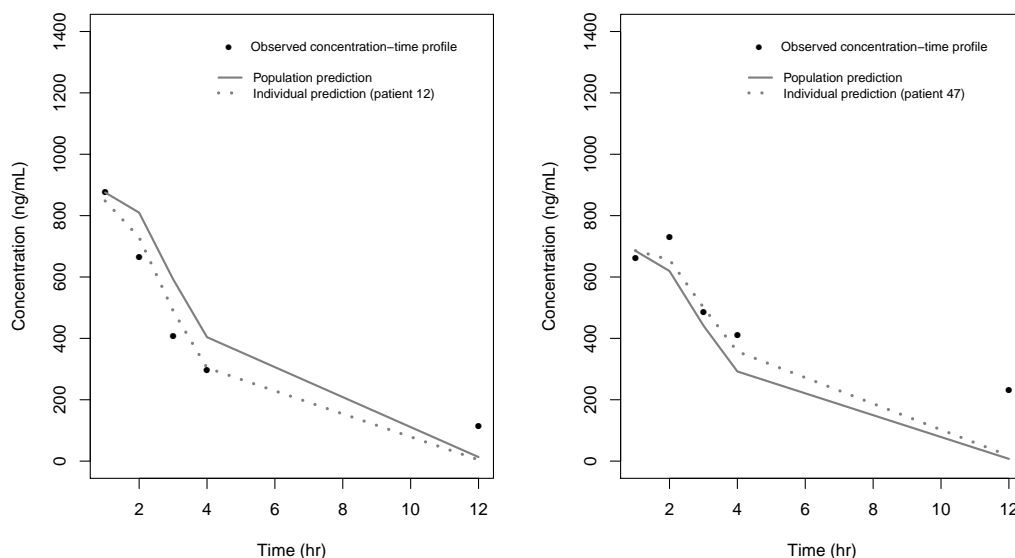 1400
1200
1000
800
600
400
200
0
Concentration (ng/mL)
Observed concentration−time profile
Population prediction
Individual prediction (patient 12)
2 4 6 8 10 12
Time (hr)
1400
1200
1000
800
600
400
200
0
Concentration (ng/mL)
Observed concentration−time profile
Population prediction
Individual prediction (patient 47)
2 4 6 8 10 12
Time (hr)